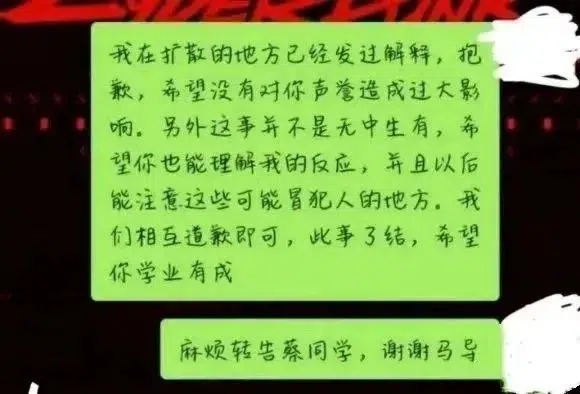 CYBERPUNK
我在扩散的地方已经发过解释，抱
歉，希望没有对你声誉造成过大影
响。另外这事并不是无中生有，希
望你也能理解我的反应，并且以后
能注意这些可能冒犯人的地方。我
们相互道歉即可，此事了结，希望
你学业有成
麻烦转告蔡同学，谢谢马导